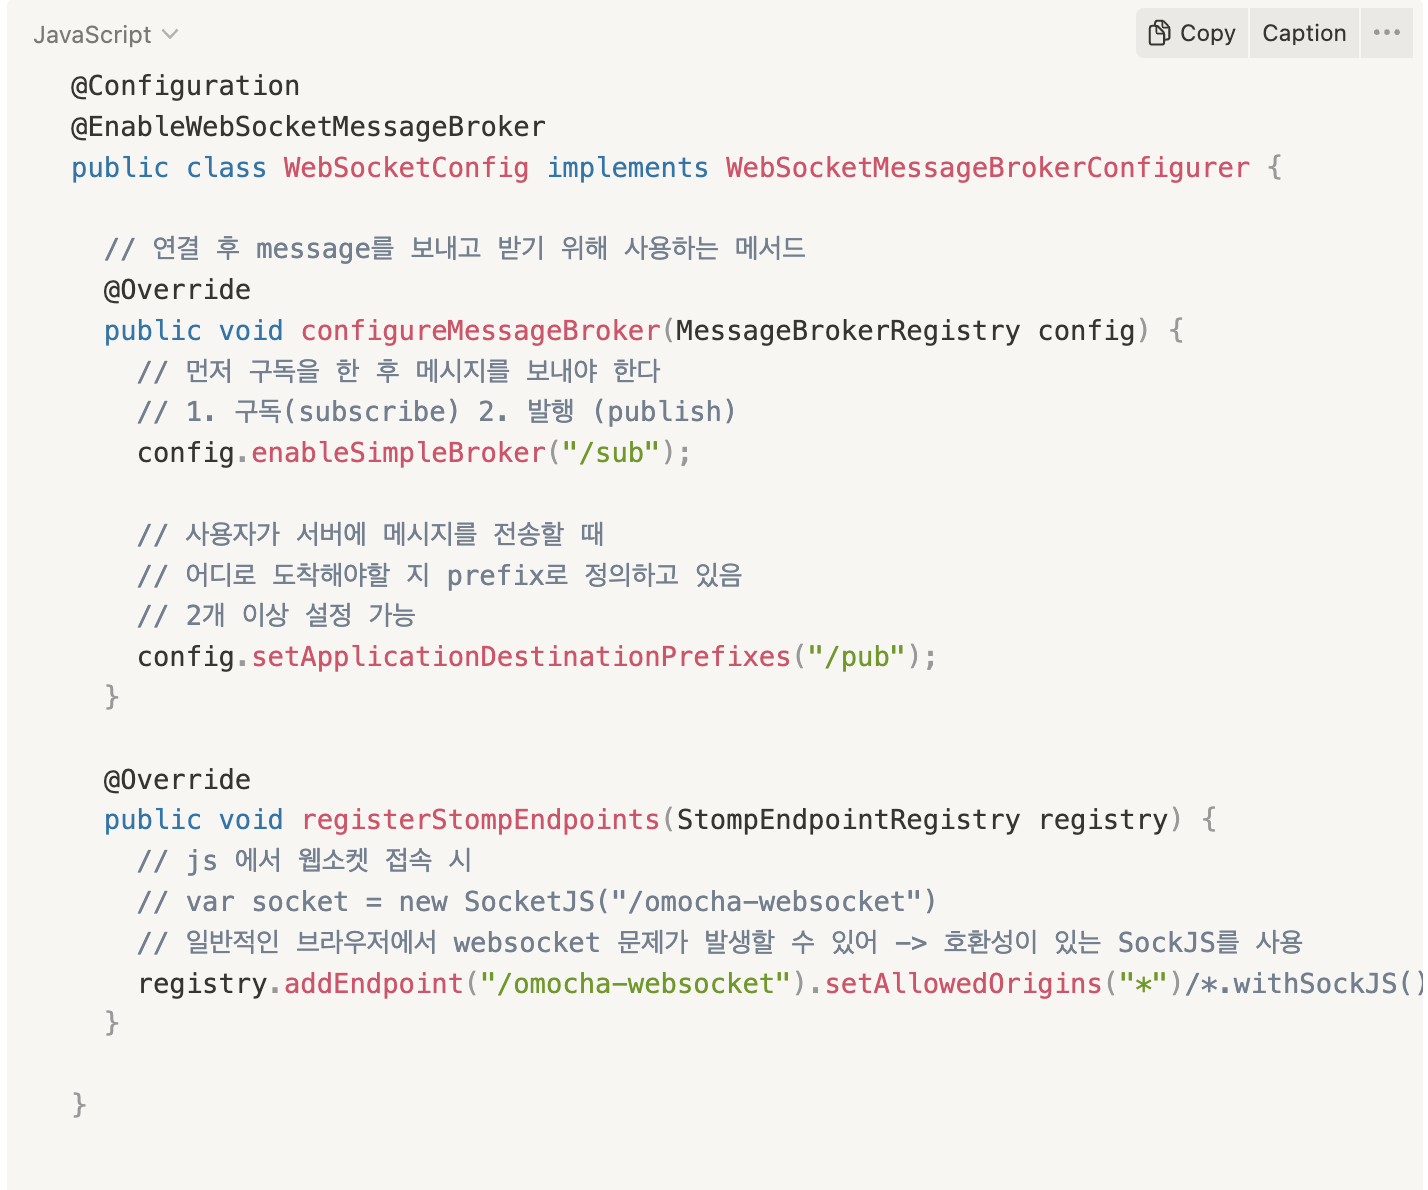 JavaScript
Copy
Caption
@Configuration
@EnableWebSocketMessageBroker
public class WebSocketConfig implements WebSocketMessageBrokerConfigurer {
// 연결 후 message를 보내고 받기 위해 사용하는 메서드
@Override
public void configureMessageBroker(MessageBrokerRegistry config) {
// 먼저 구독을 한 후 메시지를 보내야 한다
// 1. 구독(subscribe) 2. 발행 (publish)
config.enableSimpleBroker("/sub");
// 사용자가 서버에 메시지를 전송할 때
// 어디로 도착해야할 지 prefix로 정의하고 있음
// 2개 이상 설정 가능
config.setApplicationDestinationPrefixes("/pub");
}
@Override
public void registerStompEndpoints(StompEndpointRegistry registry) {
// js 에서 웹소켓 접속 시
// var socket = new SocketJS("/omocha-websocket")
// 일반적인 브라우저에서 websocket 문제가 발생할 수 있어 -> 호환성이 있는 SockJS를 사용
registry.addEndpoint("/omocha-websocket").setAllowedOrigins("*")/*.withSockJS()
}
}